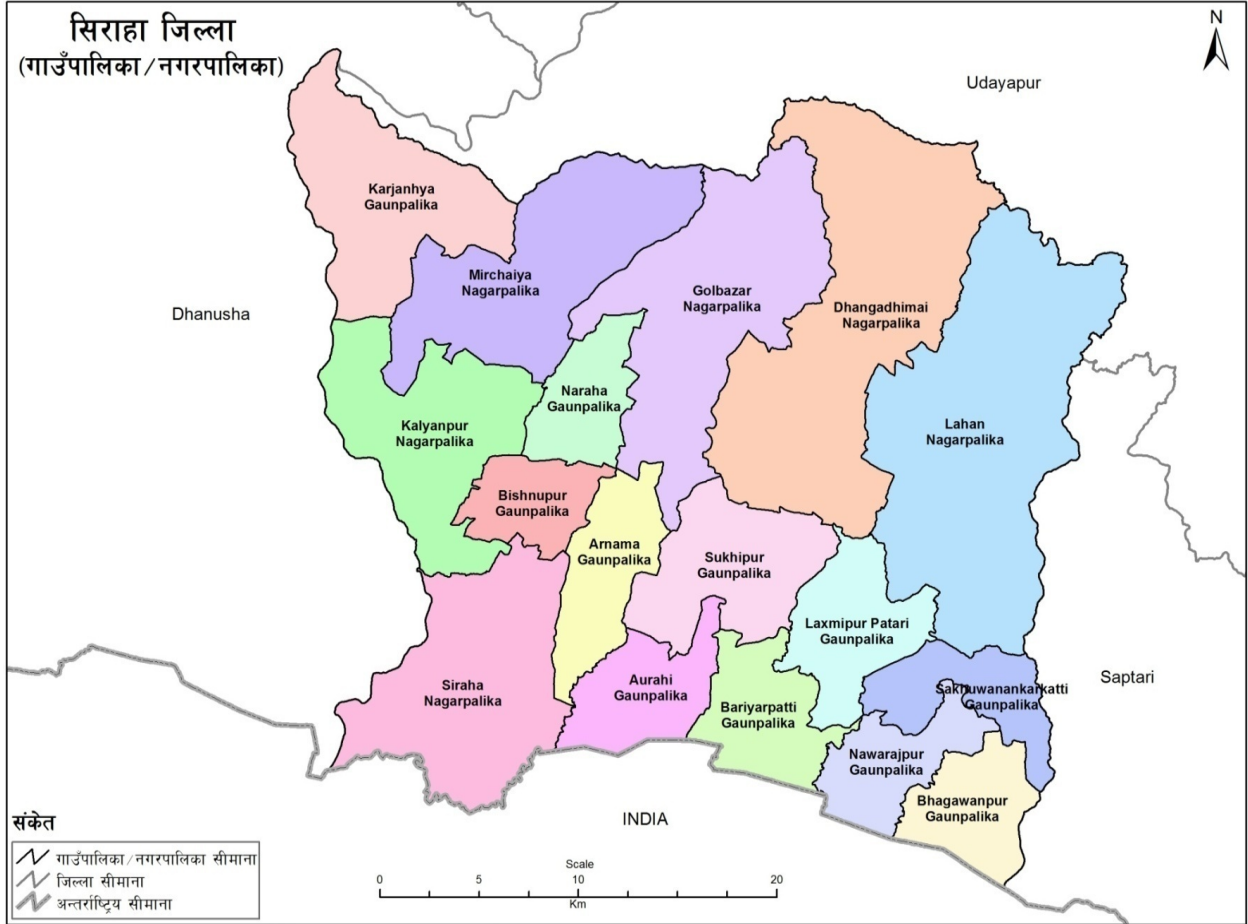 सिराहा जिल्ला
(गाउँपालिका/नगरपालिका)
N
Udayapur
Karjanhya
Gaunpalika
Mirchaiya
Nagarpalika
Golbazar
Nagarpalika
Dhangadhimai
Nagarpalika
Dhanusha
Naraha
Gaunpalika
Kalyanpur
Nagarpalika
Lahan
Nagarpalika
Bishnupur
Gaunpalika
Arnama
Gaunpalika
Sukhipur
Gaunpalika
Laxmipur Patari
Gaunpalika
Siraha
Nagarpalika
Aurahi
Gaunpalika
Bariyarpatti
Gaunpalika
Sakhuwanankarkatti
Gaunpalika
Saptari
Nawarajpur
Gaunpalika
Bhagawanpur
Gaunpalika
INDIA
संकेत
गाउँपालिका/नगरपालिका सीमाना
जिल्ला सीमाना
अन्तर्राष्ट्रिय सीमाना
Scale
0 5 10 20
Km